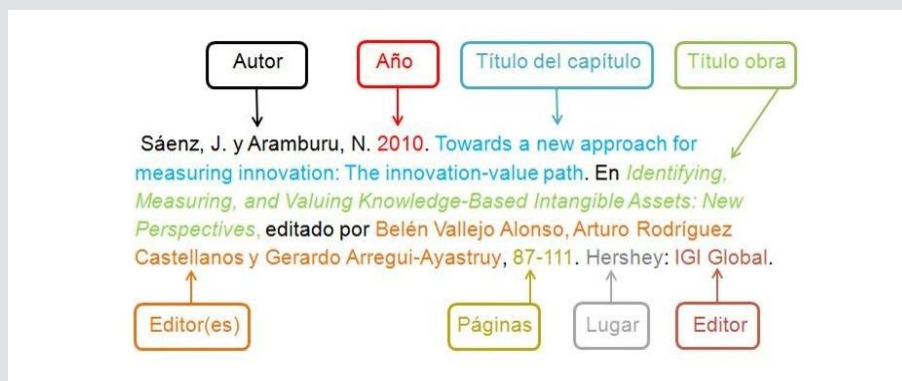 Autor Año Título del capítulo Título obra
Sáenz, J. y Aramburu, N. 2010. Towards a new approach for
measuring innovation: The innovation-value path. En Identifying,
Measuring, and Valuing Knowledge-Based Intangible Assets: New
Perspectives, editado por Belén Vallejo Alonso, Arturo Rodríguez
Castellanos y Gerardo Arregui-Ayastruy, 87-111. Hershey: IGI Global.
Editor(es) Páginas Lugar Editor